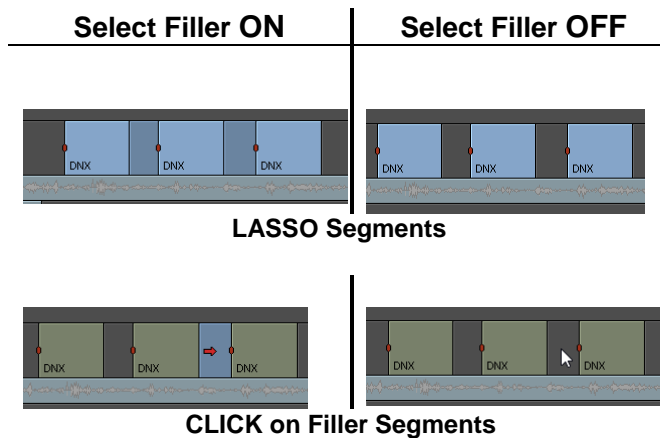 Select Filler ON Select Filler OFF
DNX DNX DNX DNX DNX DNX
LASSO Segments
DNX DNX DNX DNX DNX DNX
CLICK on Filler Segments